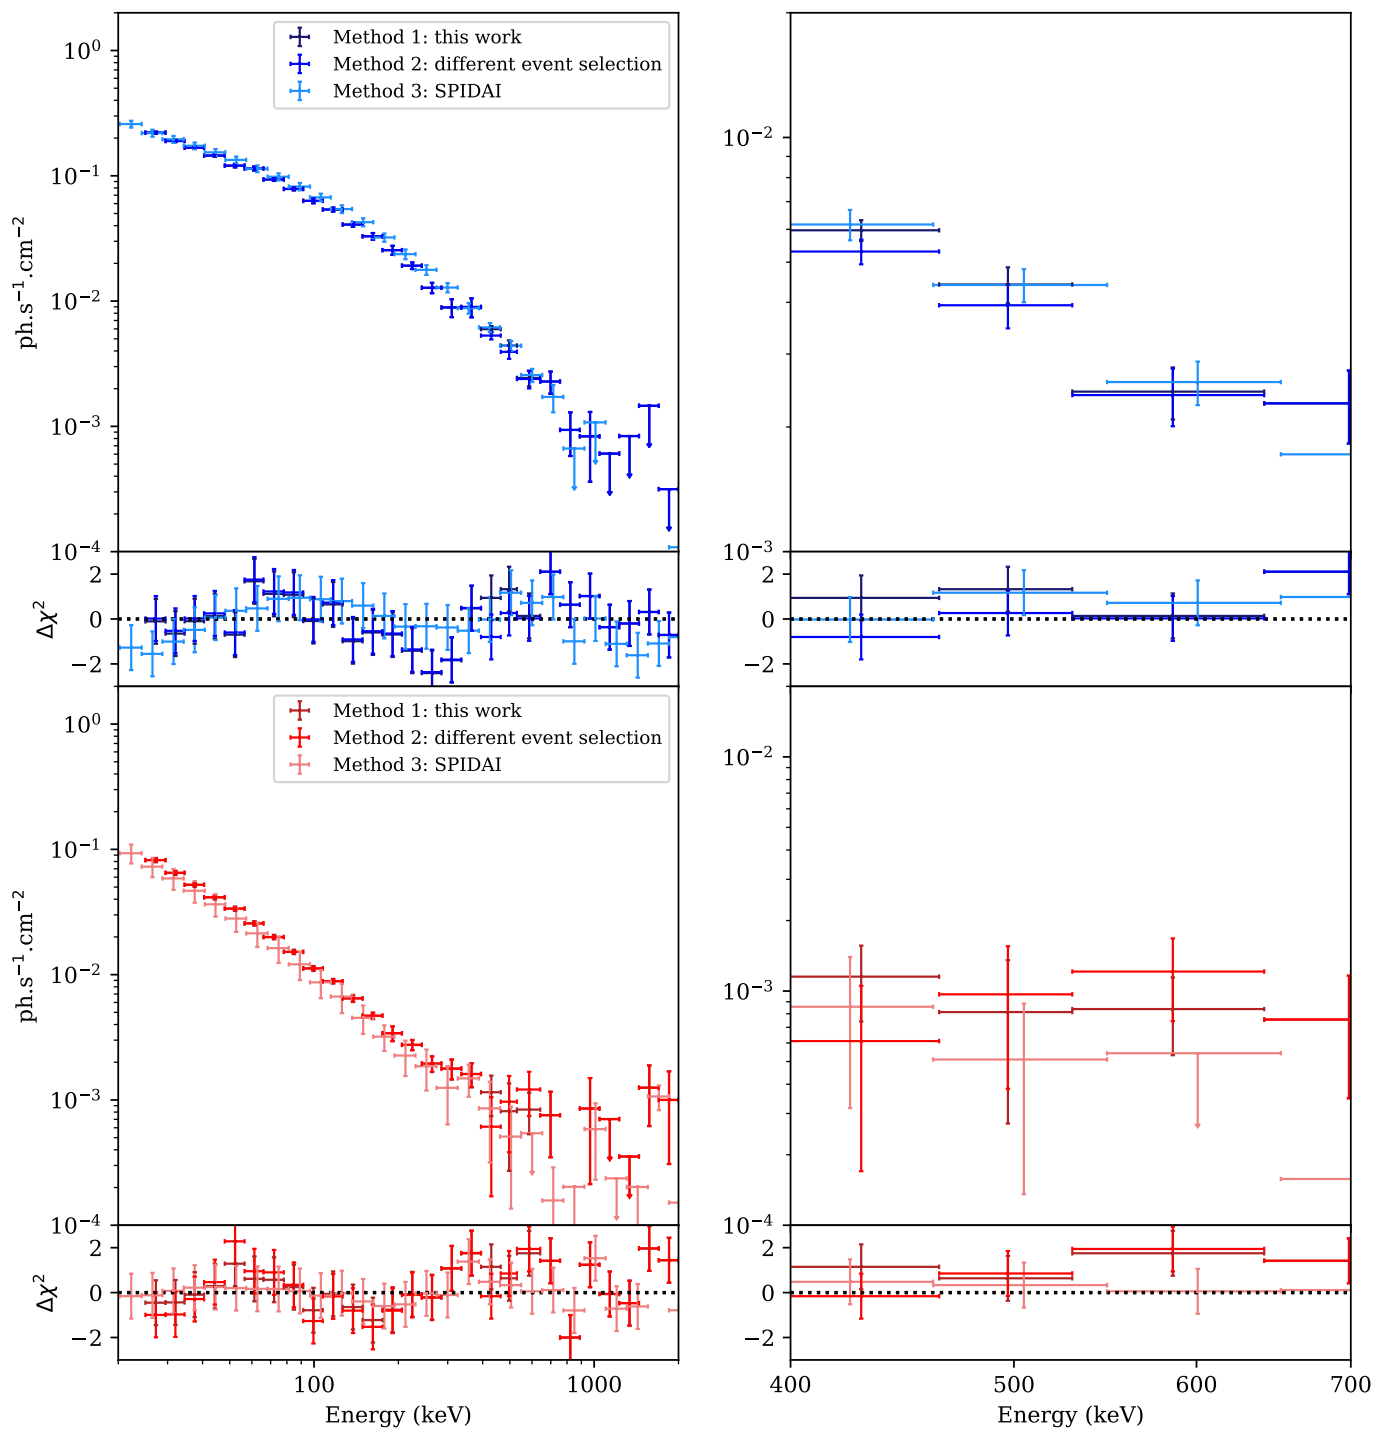 Method 1: this work
Method 2: different event selection
Method 3: SPIDAI
10⁰
10⁻¹
10⁻²
10⁻³
10⁻⁴
ph.s⁻¹.cm⁻²
2
0
−2
Δχ²
10⁻²
10⁻³
2
0
−2
Method 1: this work
Method 2: different event selection
Method 3: SPIDAI
10⁰
10⁻¹
10⁻²
10⁻³
10⁻⁴
ph.s⁻¹.cm⁻²
2
0
−2
Δχ²
100
1000
Energy (keV)
10⁻²
10⁻³
10⁻⁴
2
0
−2
400
500
600
700
Energy (keV)